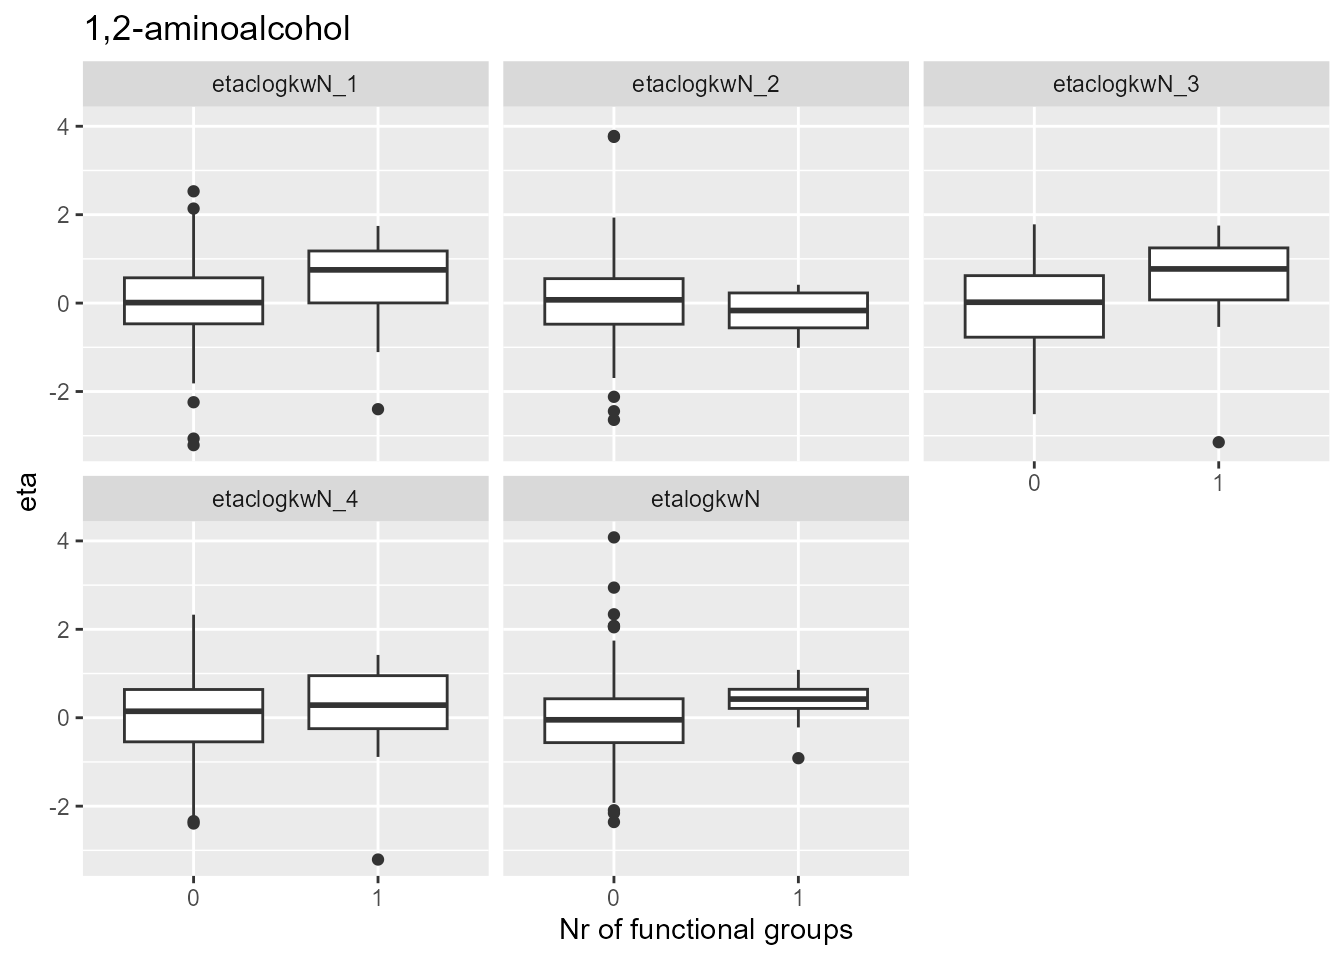 1,2-aminoalcohol
etaclogkwN_1
etaclogkwN_2
etaclogkwN_3
4
2
0
-2
0
1
eta
etaclogkwN_4
etalogkwN
4
2
0
-2
0
1
0
1
Nr of functional groups